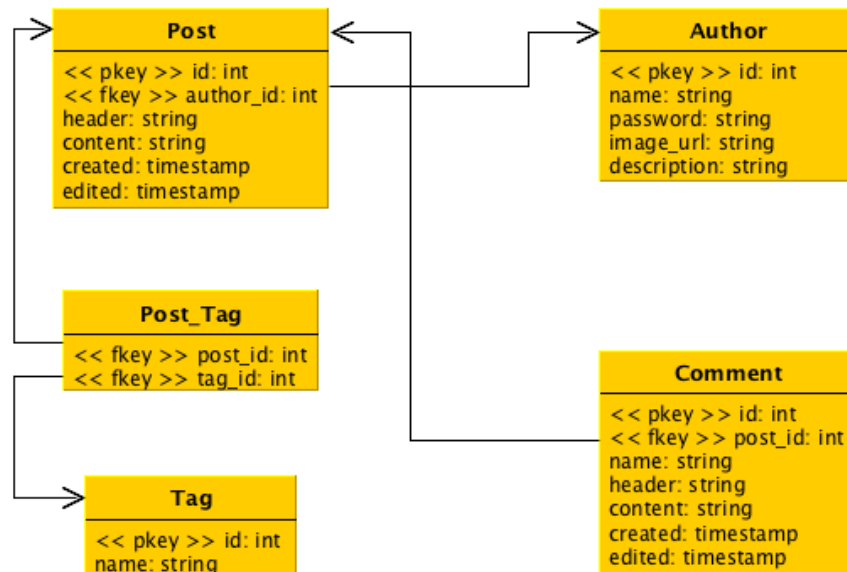 Post
<< pkey >> id: int
<< fkey >> author_id: int
header: string
content: string
created: timestamp
edited: timestamp
Author
<< pkey >> id: int
name: string
password: string
image_url: string
description: string
Post_Tag
<< fkey >> post_id: int
<< fkey >> tag_id: int
Comment
<< pkey >> id: int
<< fkey >> post_id: int
name: string
header: string
content: string
created: timestamp
edited: timestamp
Tag
<< pkey >> id: int
name: string